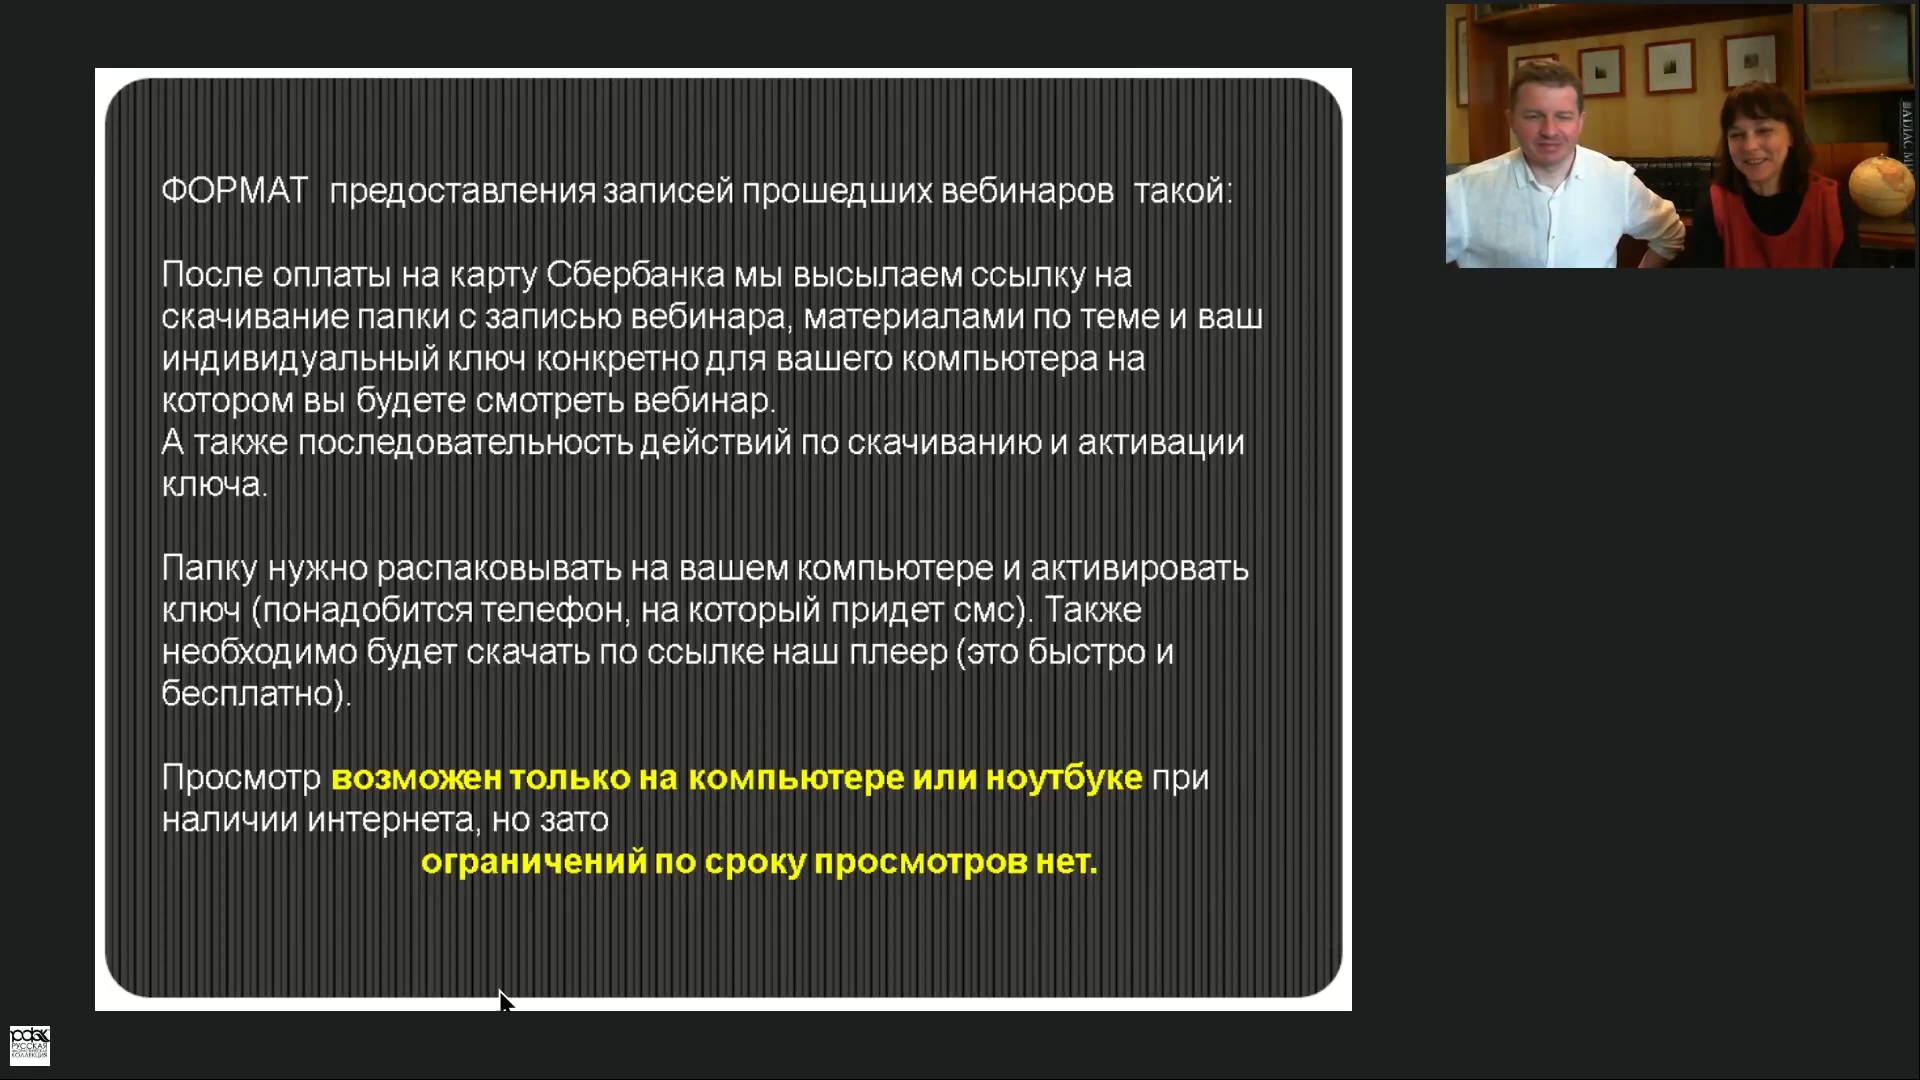 ФОРМАТ предоставления записей прошедших вебинаров такой:
После оплаты на карту Сбербанка мы высылаем ссылку на
скачивание папки с записью вебинара, материалами по теме и ваш
индивидуальный ключ конкретно для вашего компьютера на
котором вы будете смотреть вебинар.
А также последовательность действий по скачиванию и активации
ключа.
Папку нужно распаковывать на вашем компьютере и активировать
ключ (понадобится телефон, на который придет смс). Также
необходимо будет скачать по ссылке наш плеер (это быстро и
бесплатно).
Просмотр возможен только на компьютере или ноутбуке при
наличии интернета, но зато
ограничений по сроку просмотров нет.
АТЛАС
РУССКАЯ
КОЛЛЕКЦИЯ